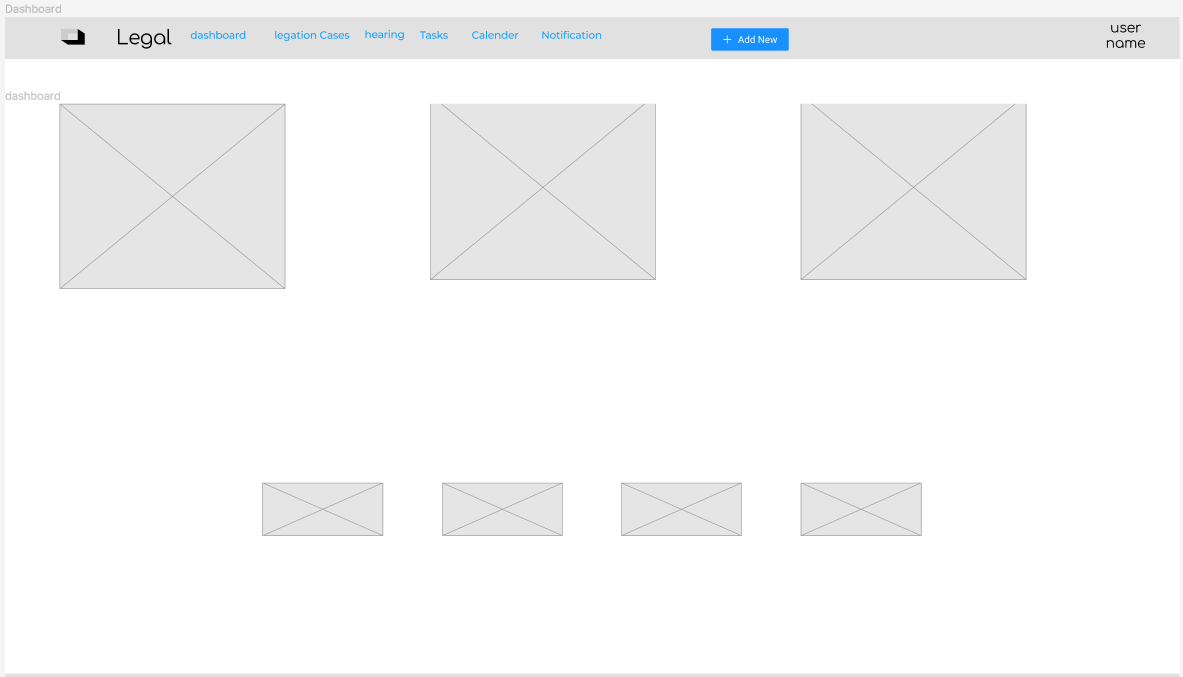 Dashboard
Legal
dashboard
legation Cases
hearing
Tasks
Calender
Notification
+ Add New
user
name
dashboard